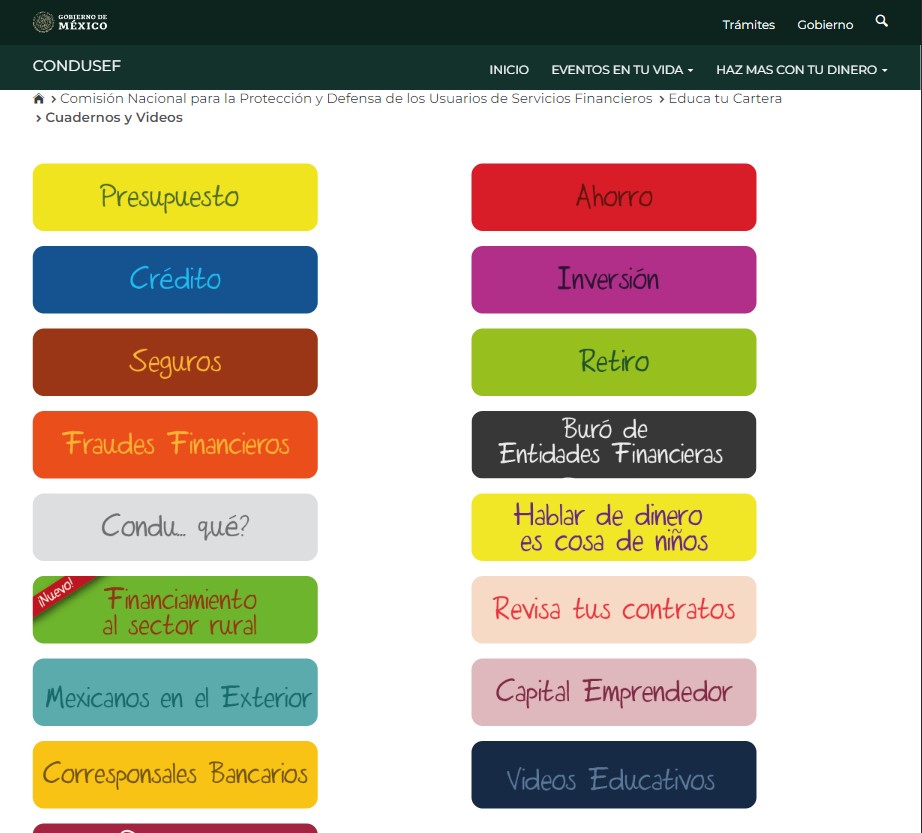 GOBIERNO DE
MÉXICO
Trámites Gobierno
CONDUSEF
INICIO EVENTOS EN TU VIDA HAZ MAS CON TU DINERO
> Comisión Nacional para la Protección y Defensa de los Usuarios de Servicios Financieros > Educa tu Cartera
> Cuadernos y Videos
Presupuesto
Ahorro
Crédito
Inversión
Seguros
Retiro
Fraudes Financieros
Buró de
Entidades Financieras
Condu... qué?
Hablar de dinero
es cosa de niños
¡Nuevo!
Financiamiento
al sector rural
Revisa tus contratos
Mexicanos en el Exterior
Capital Emprendedor
Corresponsales Bancarios
Videos Educativos